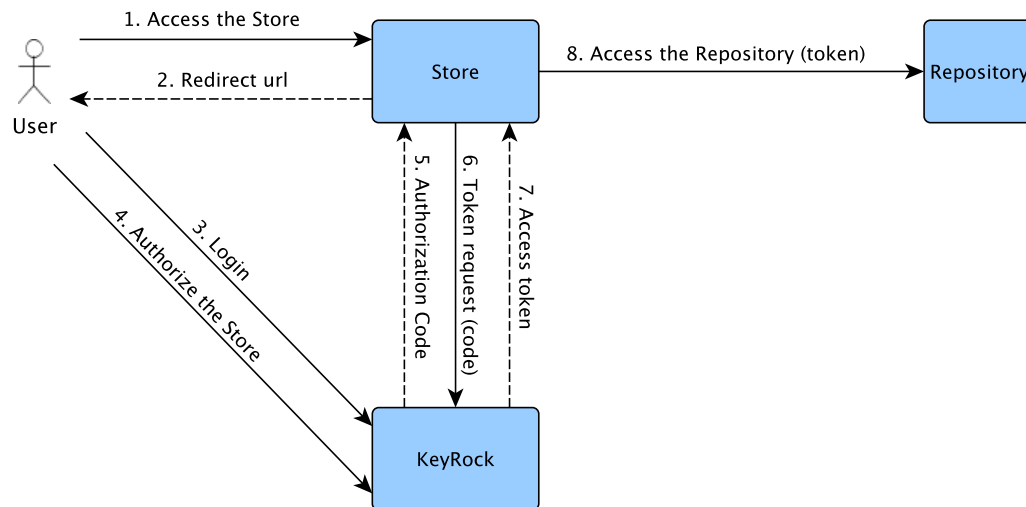 1. Access the Store
Store
8. Access the Repository (token)
Repository
2. Redirect url
User
3. Login
4. Authorize the Store
5. Authorization Code
6. Token request (code)
7. Access token
KeyRock